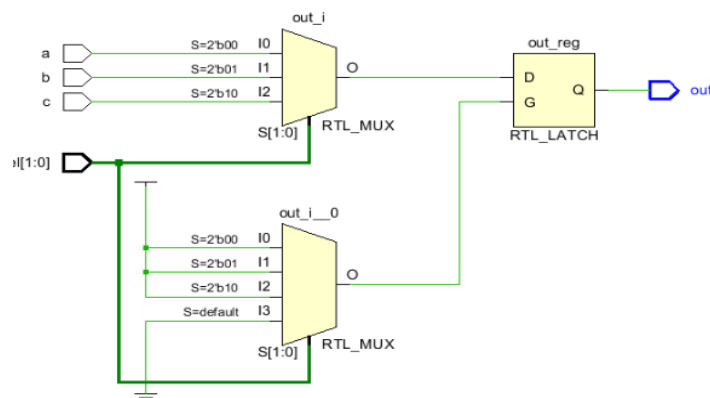 out_i
a
S=2'b00
I0
b
S=2'b01
I1
O
c
S=2'b10
I2
S[1:0]
RTL_MUX
out_reg
D
G
Q
RTL_LATCH
out
el[1:0]
out_i__0
S=2'b00
I0
S=2'b01
I1
O
S=2'b10
I2
S=default
I3
S[1:0]
RTL_MUX